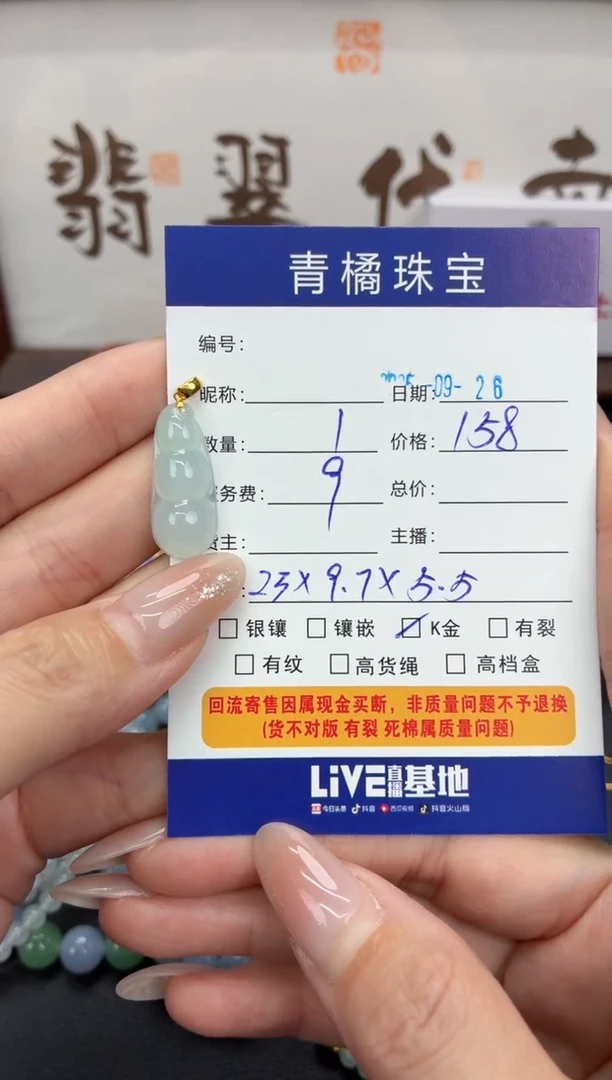 翡翠代卖
青橘珠宝
编号:
昵称: 日期: 2025-09-26
数量: 1 价格: 158
务费: 9 总价:
货主: 主播:
: 23×9.7×5.5
银镶 镶嵌 K金 有裂
有纹 高货绳 高档盒
回流寄售因属现金买断，非质量问题不予退换
(货不对版 有裂 死棉属质量问题)
LiVE直播基地
今日头条 抖音 西瓜视频 抖音火山版